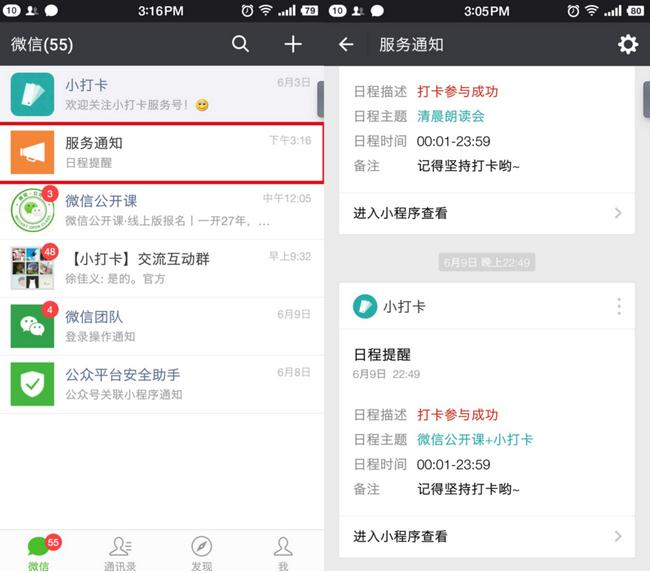 10
3:16PM
79
微信(55)
小打卡
6月3日
欢迎关注小打卡服务号！
服务通知
下午3:16
日程提醒
3
微信公开课
中午12:05
微信公开课·线上版报名丨一开27年，...
48
【小打卡】交流互动群
早上9:32
徐佳义: 是的。官方
4
微信团队
6月9日
登录操作通知
公众平台安全助手
6月8日
公众号关联小程序通知
55
微信
通讯录
发现
我
10
3:05PM
80
服务通知
日程描述 打卡参与成功
日程主题 清晨朗读会
日程时间 00:01-23:59
备注 记得坚持打卡哟~
进入小程序查看
6月9日 晚上22:49
小打卡
日程提醒
6月9日 22:49
日程描述 打卡参与成功
日程主题 微信公开课+小打卡
日程时间 00:01-23:59
备注 记得坚持打卡哟~
进入小程序查看